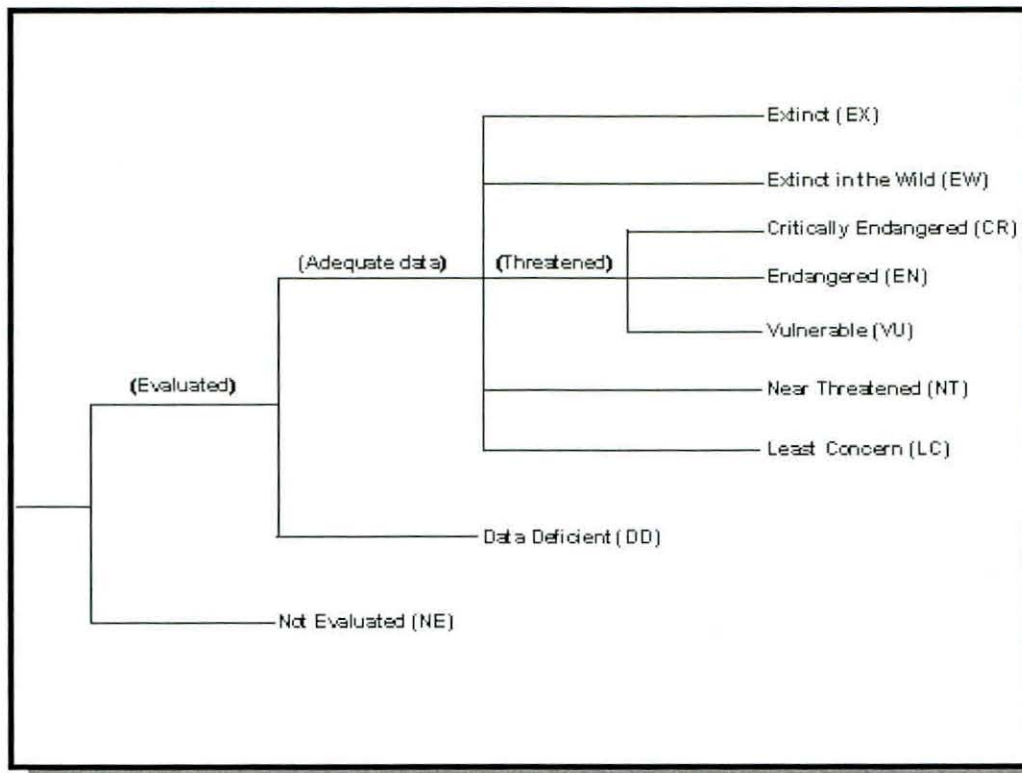 Extinct (EX)
Extinct in the Wild (EW)
Critically Endangered (CR)
(Adequate data)
(Threatened)
Endangered (EN)
Vulnerable (VU)
(Evaluated)
Near Threatened (NT)
Least Concern (LC)
Data Deficient (DD)
Not Evaluated (NE)